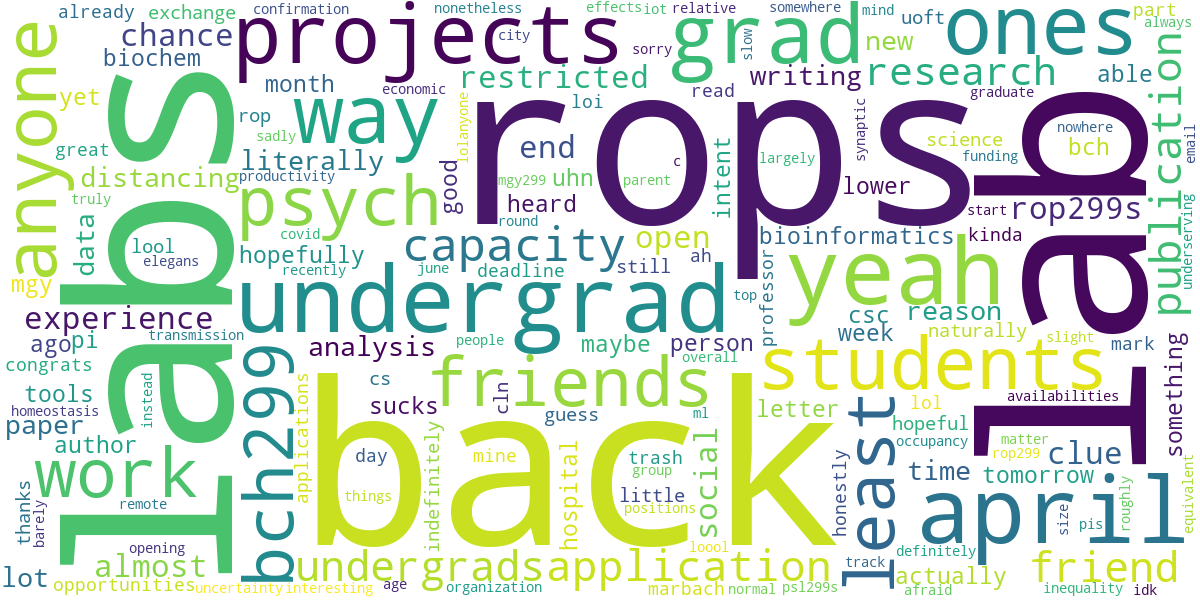 already
confirmation
exchange
nonetheless
effects
iot
relative
somewhere
mind
part
always
uoft
chance
projects
city
grad
ones
new
sorry
slow
biochem
anyone
month
restricted
writing
research
able
economic
read
graduate
yet
rop
way
loi
rops
lab
publications
sadly
lolanyone
synaptic
nowhere
great
literally
end
science
bch
email
labs
productivity
c
largely
funding
distancing
psych
good
mgy299
uhn
parent
intent
lower
truly
heard
start
rop299s
round
data
covid
capacity
open
bioinformatics
kinda
lool
hopefully
ah
yeah
underserving
elegans
recently
june
deadline
still
professor
mgy
undergrad
top
csc
reason
experience
transmission
people
maybe
person
week
naturally
slight
mark
ago
pi
analysis
overall
congrats
bch299
cs
friends
students
something
tools
instead
applications
sucks
cln
guess
ml
letter
least
lol
availabilities
homeostasis
hopeful
paper
author
back
indefinitely
day
mine
hospital
trash
social
honestly
occupancy
matter
clue
rop299
work
group
time
tomorrow
equivalent
things
little
positions
thanks
barely
remote
april
size
pis
roughly
opening
loool
definitely
almost
undergrads
application
track
actually
friend
lot
opportunities
uncertainty
interesting
age
organization
marbach
normal
psl299s
afraid
inequality
idk